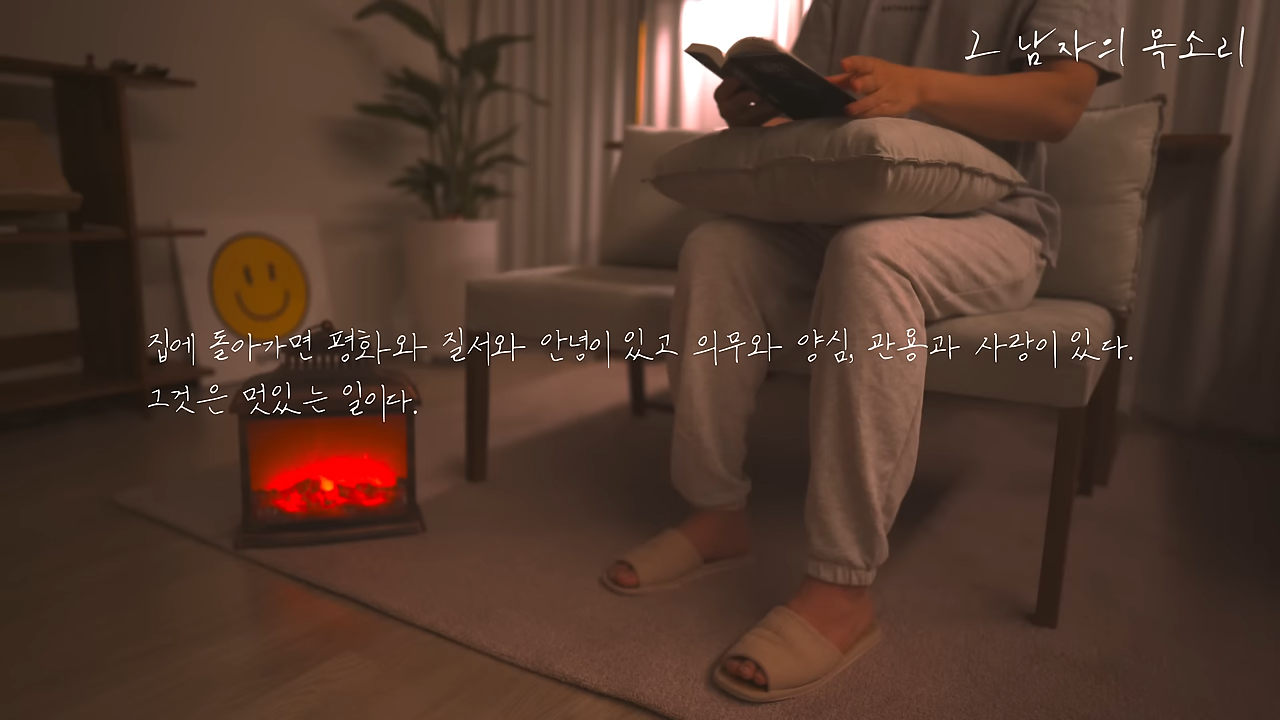 그 남자의 목소리
집에 돌아가면 평화와 질서와 안녕이 있고 의무와 양심, 관용과 사랑이 있다.
그것은 멋있는 일이다.